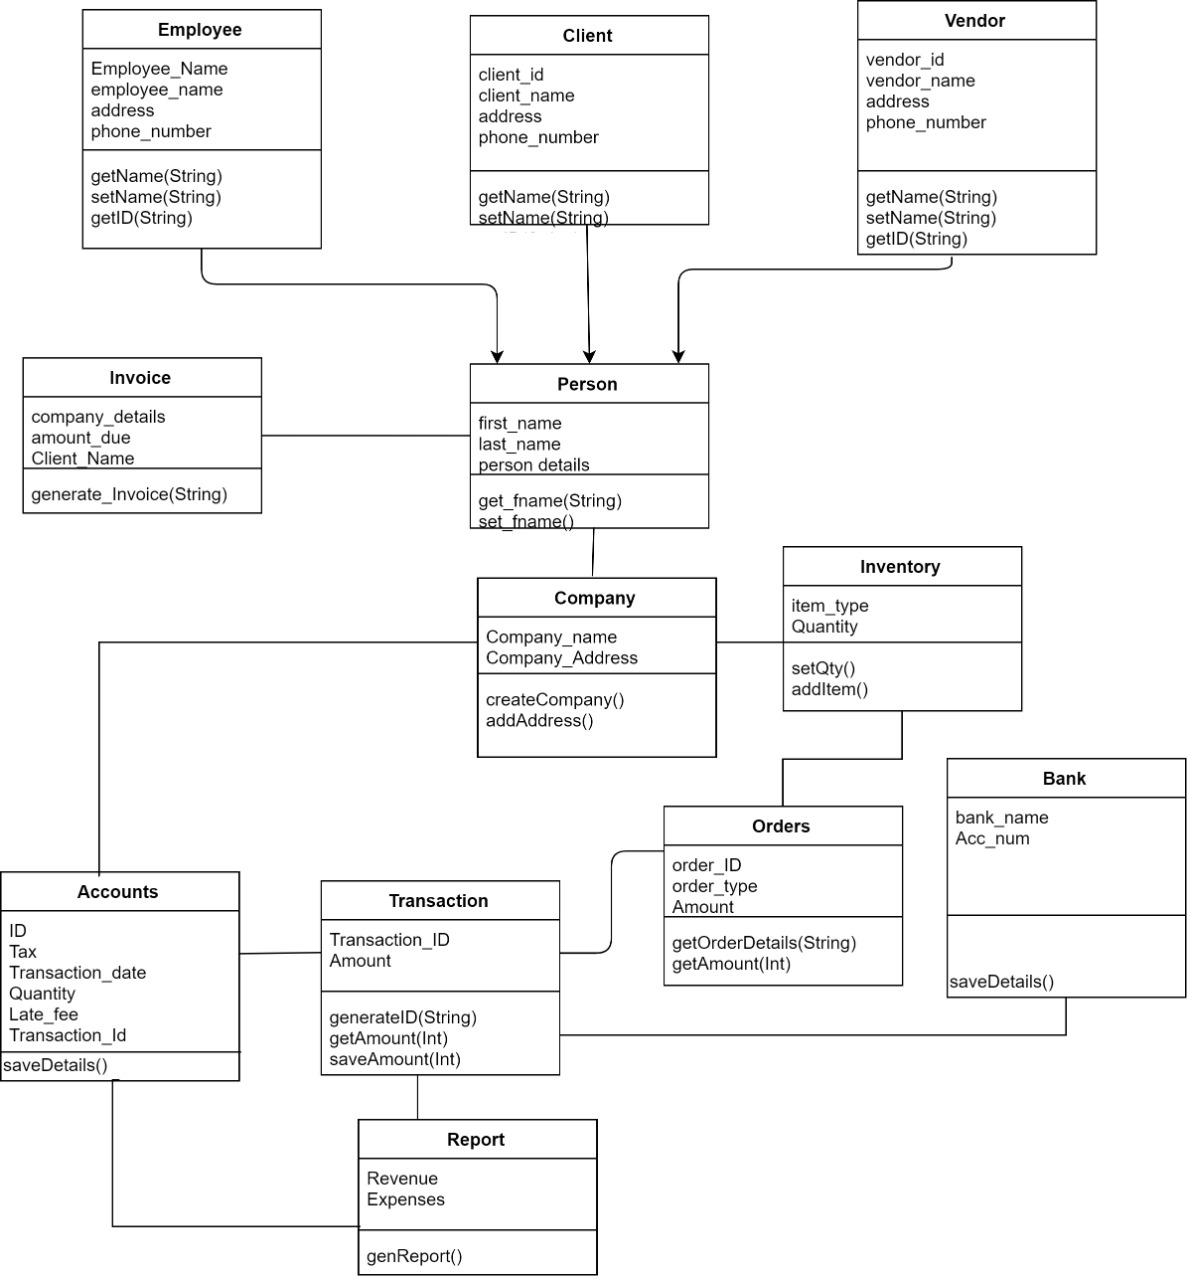 Employee
Employee_Name
employee_name
address
phone_number
getName(String)
setName(String)
getID(String)
Client
client_id
client_name
address
phone_number
getName(String)
setName(String)
Vendor
vendor_id
vendor_name
address
phone_number
getName(String)
setName(String)
getID(String)
Invoice
company_details
amount_due
Client_Name
generate_Invoice(String)
Person
first_name
last_name
person details
get_fname(String)
set_fname()
Company
Company_name
Company_Address
createCompany()
addAddress()
Inventory
item_type
Quantity
setQty()
addItem()
Orders
order_ID
order_type
Amount
getOrderDetails(String)
getAmount(Int)
Bank
bank_name
Acc_num
saveDetails()
Accounts
ID
Tax
Transaction_date
Quantity
Late_fee
Transaction_Id
saveDetails()
Transaction
Transaction_ID
Amount
generateID(String)
getAmount(Int)
saveAmount(Int)
Report
Revenue
Expenses
genReport()